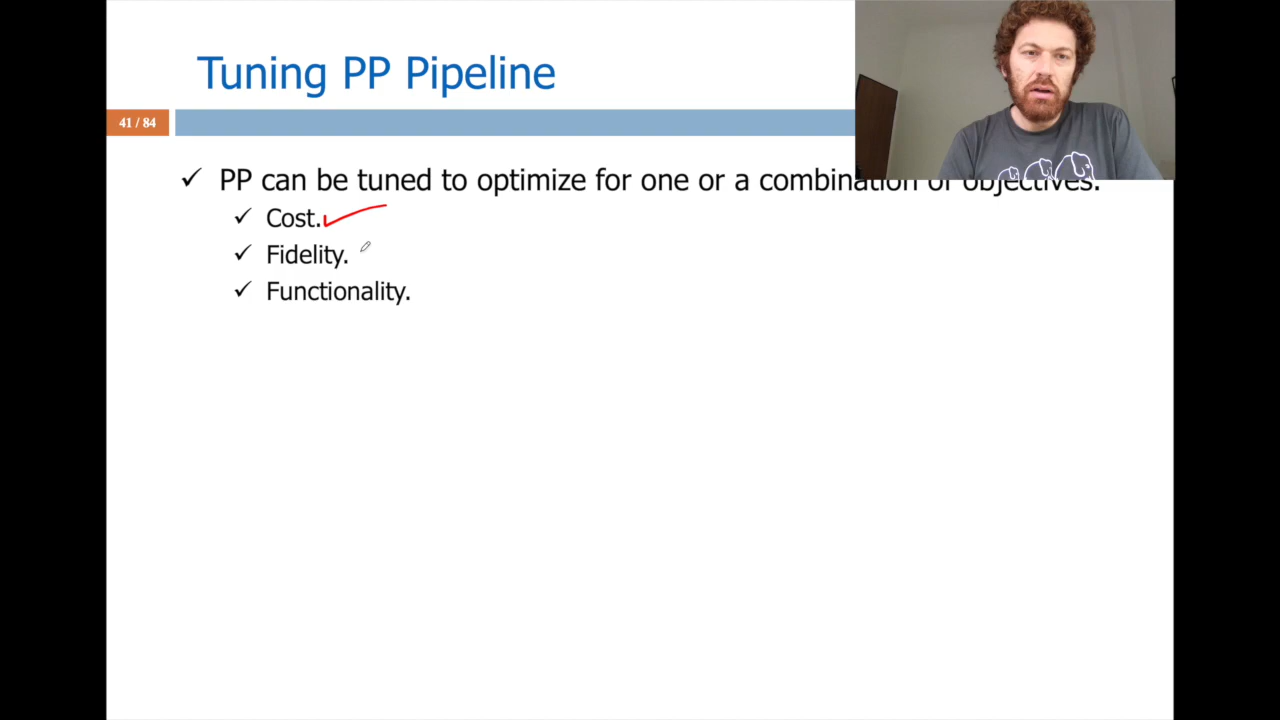 Tuning PP Pipeline
41 / 84
PP can be tuned to optimize for one or a combination of objectives.
Cost.
Fidelity.
Functionality.